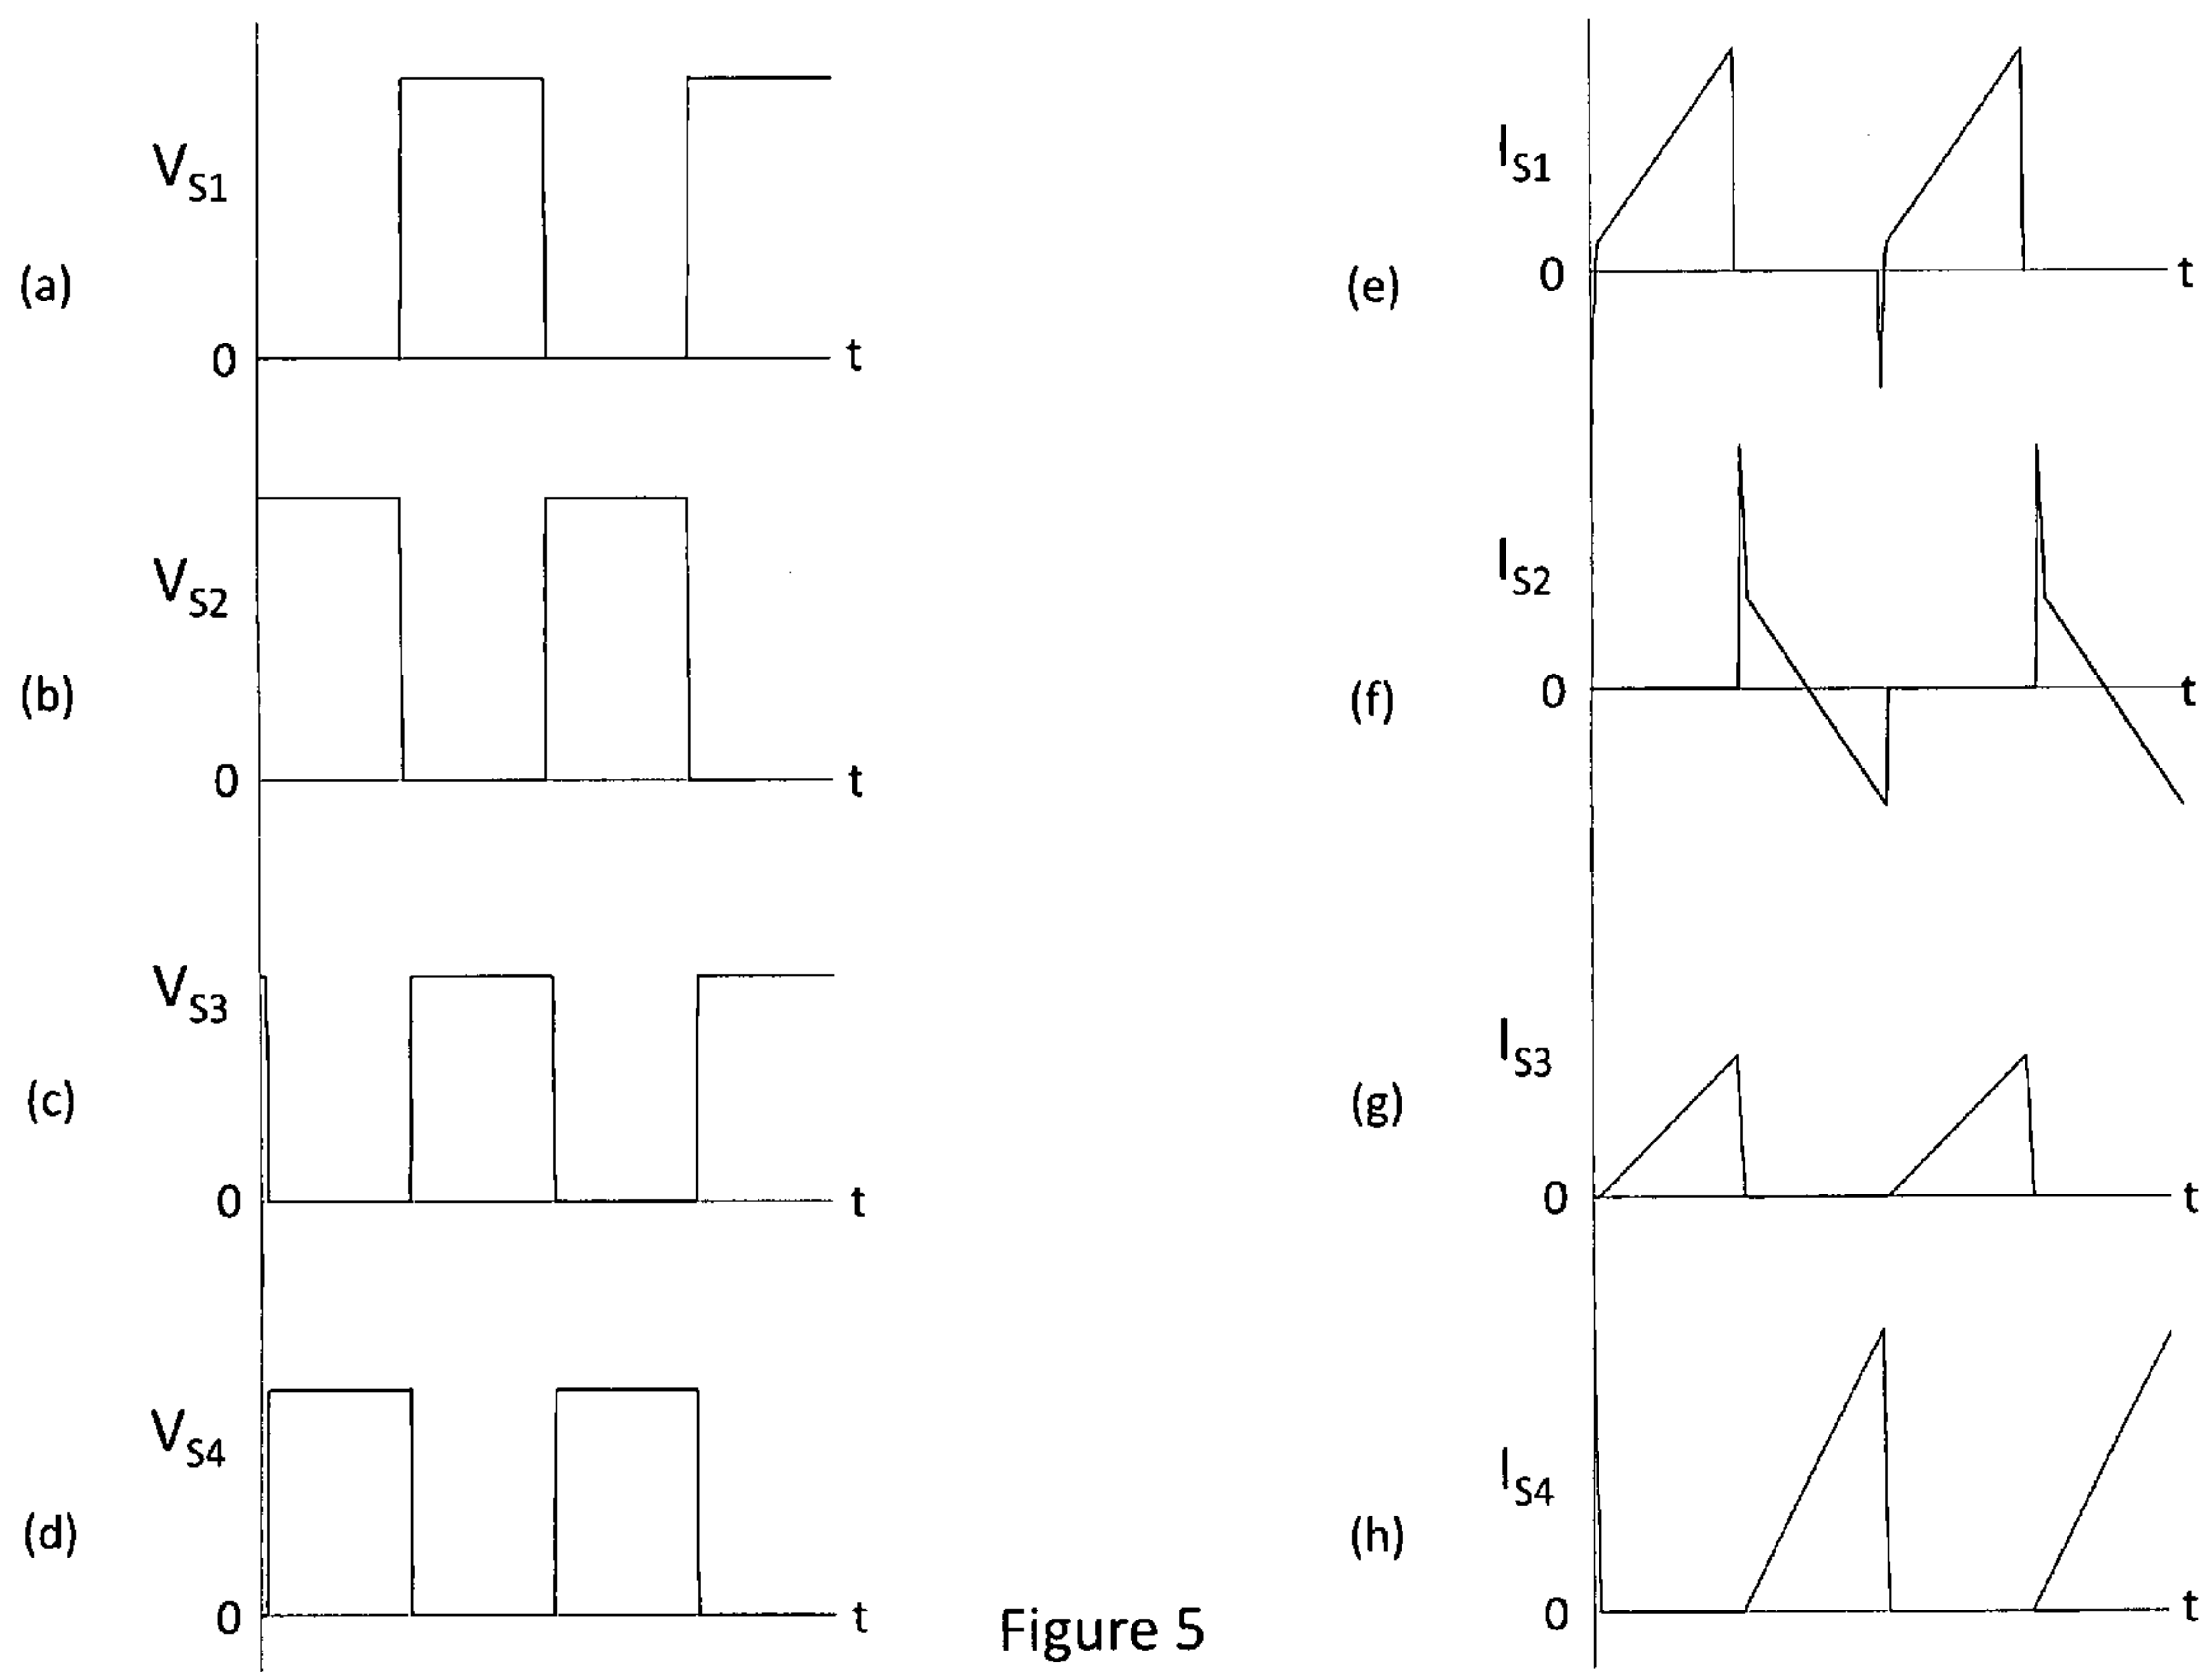 V_S1
(a)
0
t
V_S2
(b)
0
t
V_S3
(c)
0
t
V_S4
(d)
0
t
I_S1
(e)
0
t
I_S2
(f)
0
t
I_S3
(g)
0
t
I_S4
(h)
0
t
Figure 5